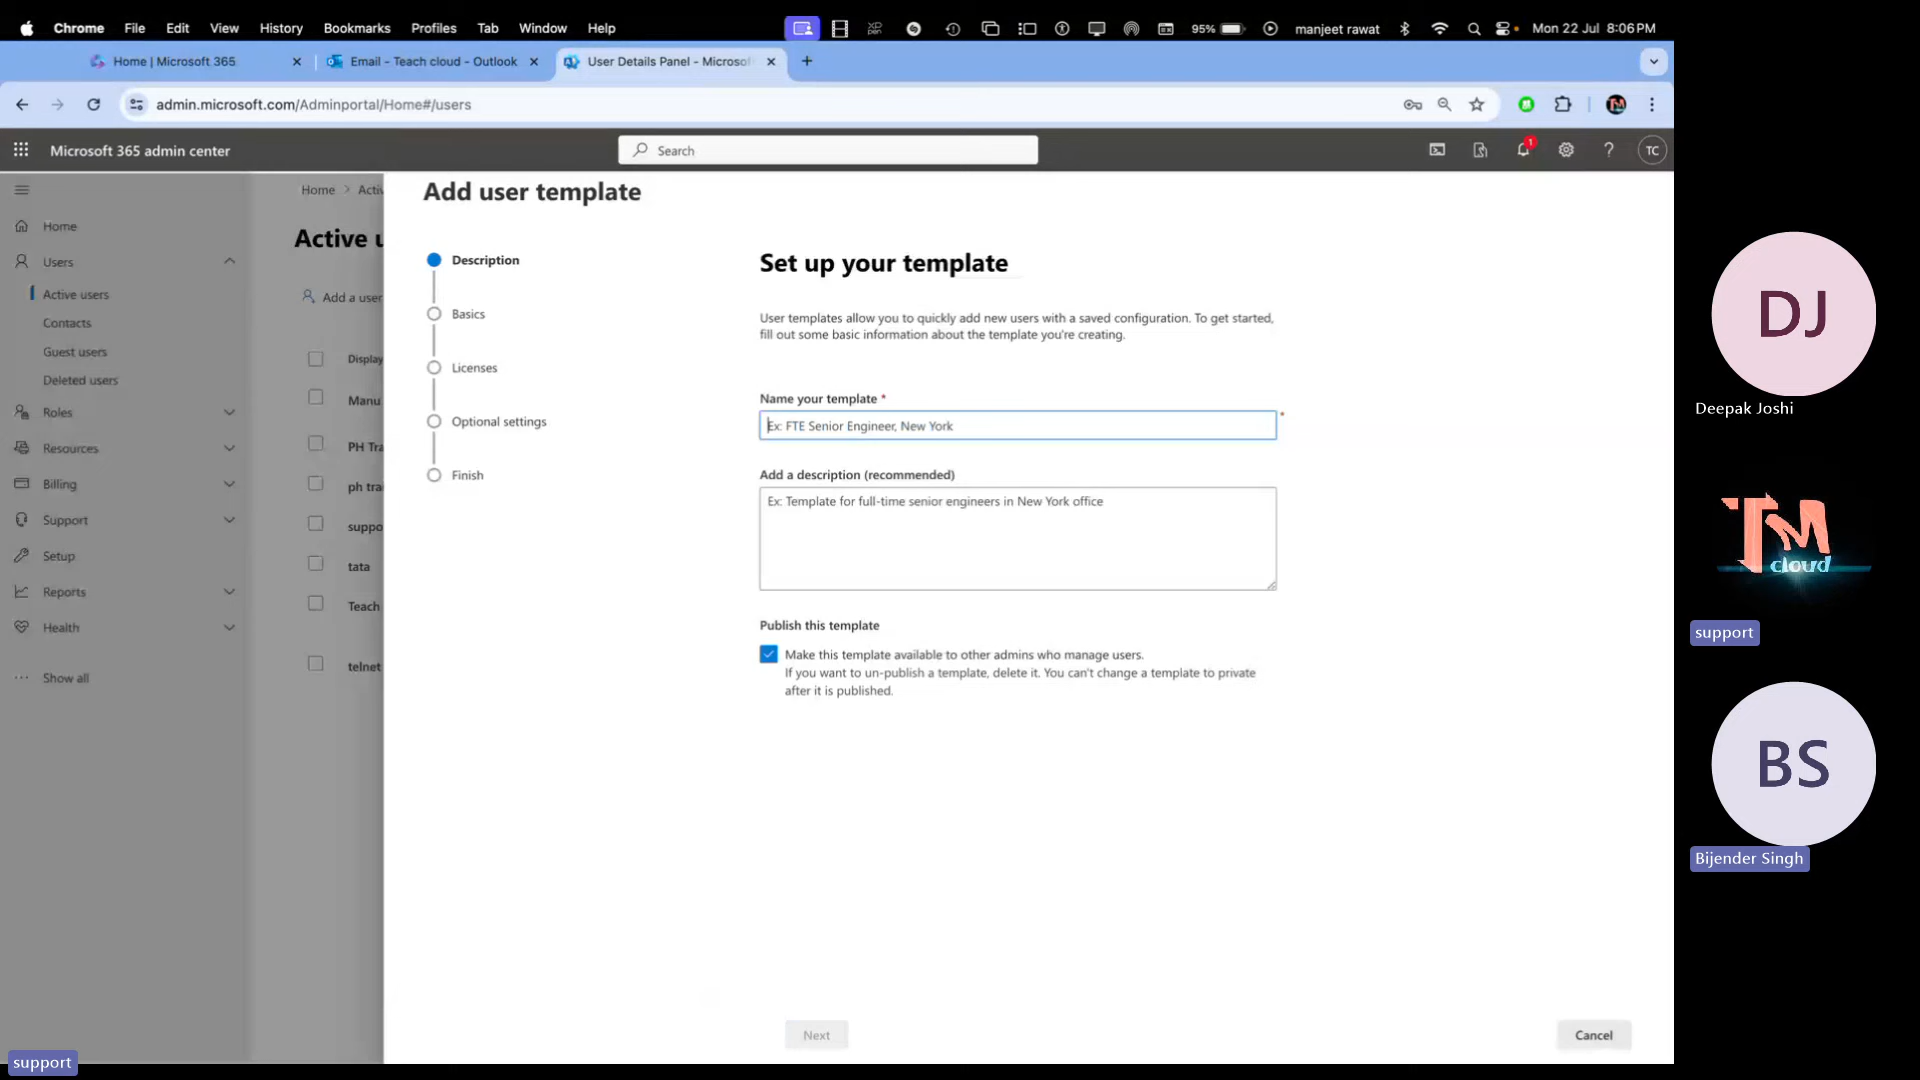 Chrome File Edit View History Bookmarks Profiles Tab Window Help
XP pen 95% manjeet rawat Mon 22 Jul 8:06 PM
Home | Microsoft 365
Email - Teach cloud - Outlook
User Details Panel - Microsof
admin.microsoft.com/Adminportal/Home#/users
TM
Microsoft 365 admin center
Search
1
TC
Home
Users
Active users
Contacts
Guest users
Deleted users
Roles
Resources
Billing
Support
Setup
Reports
Health
Show all
support
Home > Activ
Active u
Add a user
Display
Manu
PH Tra
ph tra
suppo
tata
Teach
telnet
Add user template
Description
Basics
Licenses
Optional settings
Finish
Set up your template
User templates allow you to quickly add new users with a saved configuration. To get started,
fill out some basic information about the template you're creating.
Name your template *
Ex: FTE Senior Engineer, New York
*
Add a description (recommended)
Ex: Template for full-time senior engineers in New York office
Publish this template
Make this template available to other admins who manage users.
If you want to un-publish a template, delete it. You can't change a template to private
after it is published.
Next
Cancel
DJ
Deepak Joshi
TM
cloud
support
BS
Bijender Singh